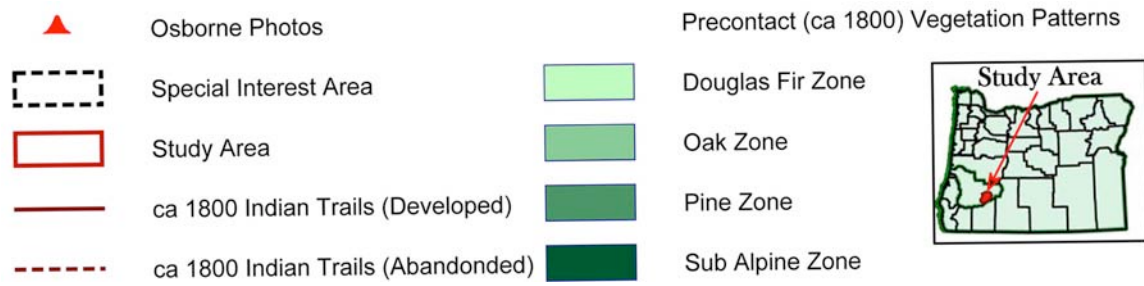 Osborne Photos
Special Interest Area
Study Area
ca 1800 Indian Trails (Developed)
ca 1800 Indian Trails (Abandonded)
Precontact (ca 1800) Vegetation Patterns
Douglas Fir Zone
Oak Zone
Pine Zone
Sub Alpine Zone
Study Area